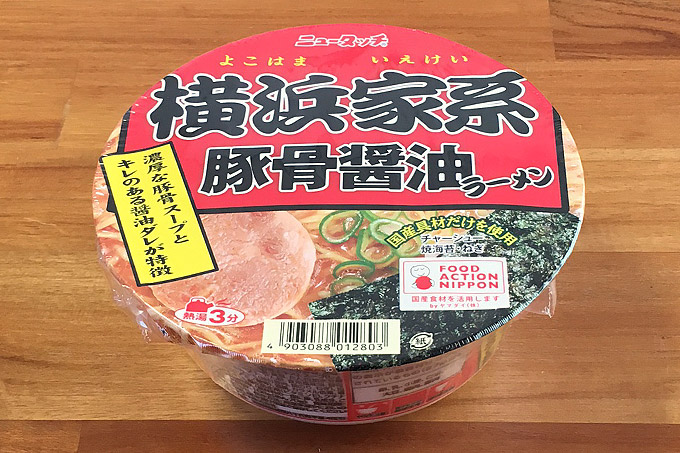 ニュータッチ
よこはま いえけい
横浜家系
豚骨醤油ラーメン
濃厚な豚骨スープと
キレのある醤油ダレが特徴
国産具材だけを使用
チャーシュー
焼海苔・ねぎ
FOOD
ACTION
NIPPON
国産食材を活用します
by ヤマダイ(株)
熱湯3分
4 903088 012803
紙